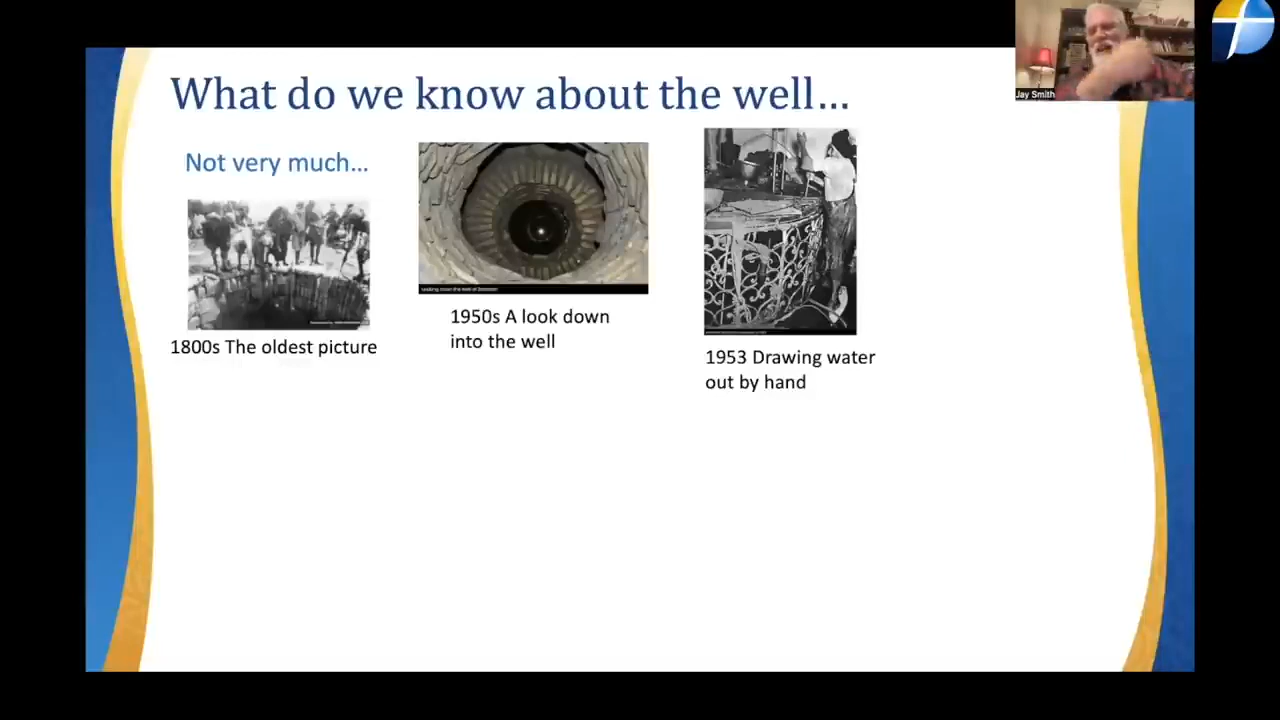 What do we know about the well…
Not very much…
1800s The oldest picture
1950s A look down
into the well
1953 Drawing water
out by hand
Jay Smith